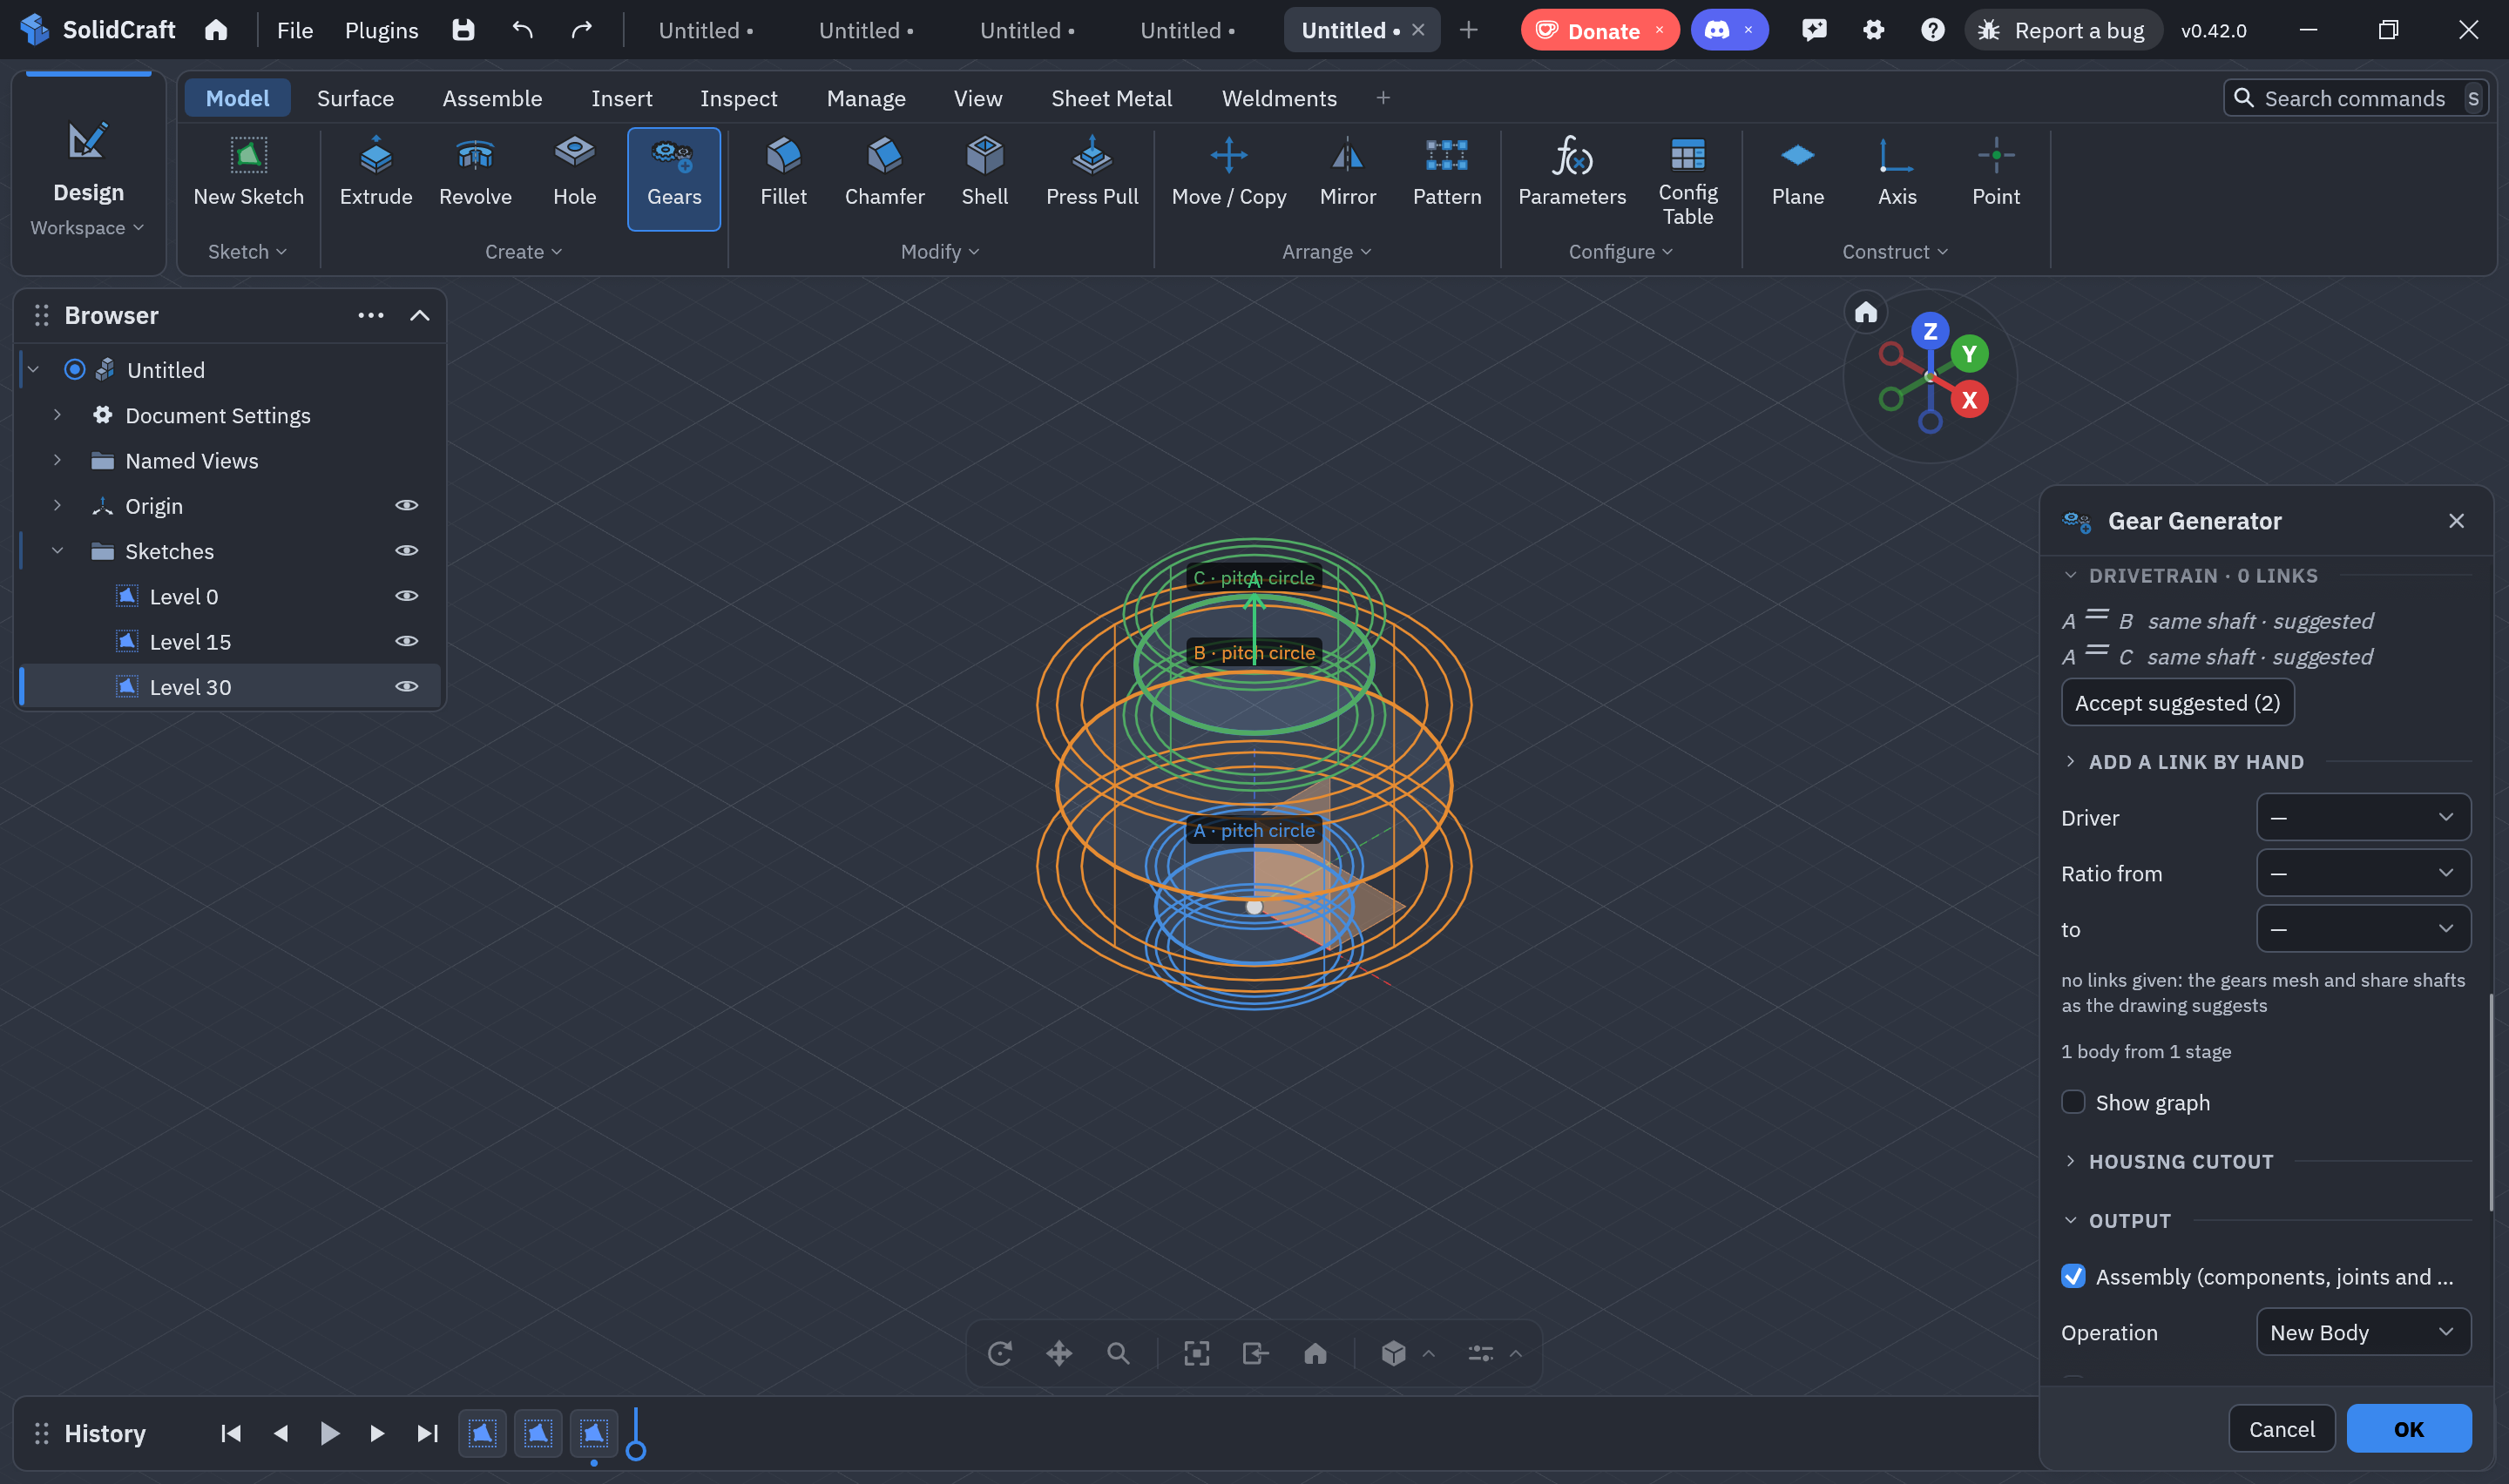 SolidCraft
File
Plugins
Untitled •
Untitled •
Untitled •
Untitled •
Untitled •
Donate
Report a bug
v0.42.0
Design
Workspace
Model
Surface
Assemble
Insert
Inspect
Manage
View
Sheet Metal
Weldments
Search commands
S
New Sketch
Extrude
Revolve
Hole
Gears
Fillet
Chamfer
Shell
Press Pull
Move / Copy
Mirror
Pattern
Parameters
Config
Table
Plane
Axis
Point
Sketch
Create
Modify
Arrange
Configure
Construct
Browser
Untitled
Document Settings
Named Views
Origin
Sketches
Level 0
Level 15
Level 30
Z
Y
X
C · pitch circle
A
B · pitch circle
A · pitch circle
Gear Generator
DRIVETRAIN · 0 LINKS
A B same shaft · suggested
A C same shaft · suggested
Accept suggested (2)
ADD A LINK BY HAND
Driver —
Ratio from —
to —
no links given: the gears mesh and share shafts
as the drawing suggests
1 body from 1 stage
Show graph
HOUSING CUTOUT
OUTPUT
Assembly (components, joints and ...
Operation New Body
Cancel
OK
History